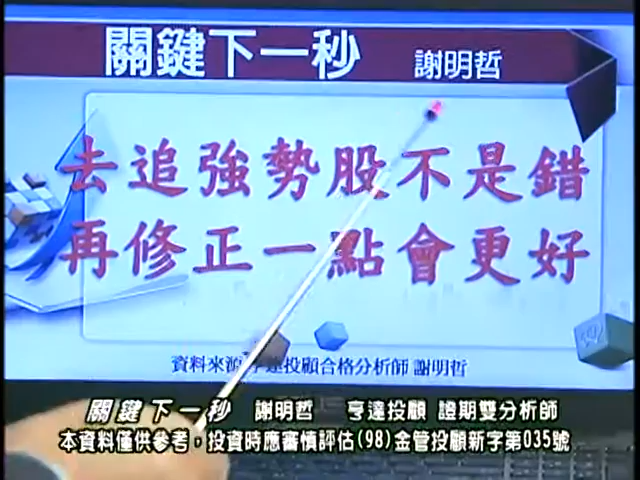 關鍵下一秒 謝明哲
去追強勢股不是錯
再修正一點會更好
資料來源 亨達投顧合格分析師 謝明哲
關鍵下一秒 謝明哲 亨達投顧 證期雙分析師
本資料僅供參考，投資時應審慎評估(98)金管投顧新字第035號